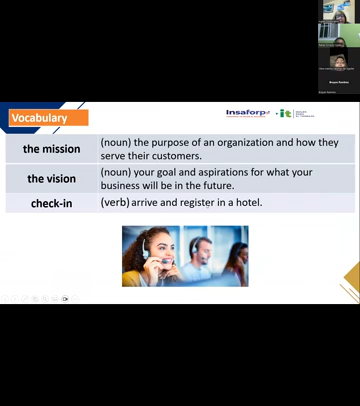 Vocabulary
Insaforp
it
the mission
(noun) the purpose of an organization and how they
serve their customers.
the vision
(noun) your goal and aspirations for what your
business will be in the future.
check-in
(verb) arrive and register in a hotel.